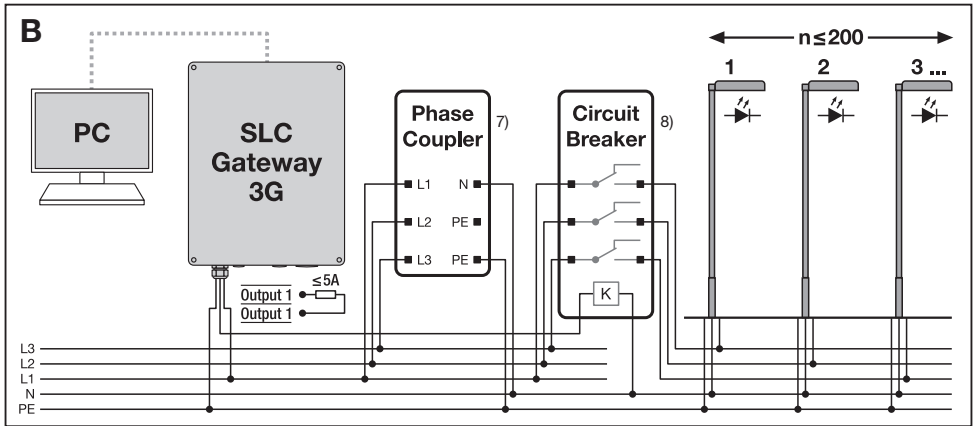 B
n≤200
1 2 3 ...
PC
SLC
Gateway
3G
Phase
Coupler
7)
L1 N
L2 PE
L3 PE
Circuit
Breaker
8)
K
≤5A
Output 1
Output 1
L3
L2
L1
N
PE